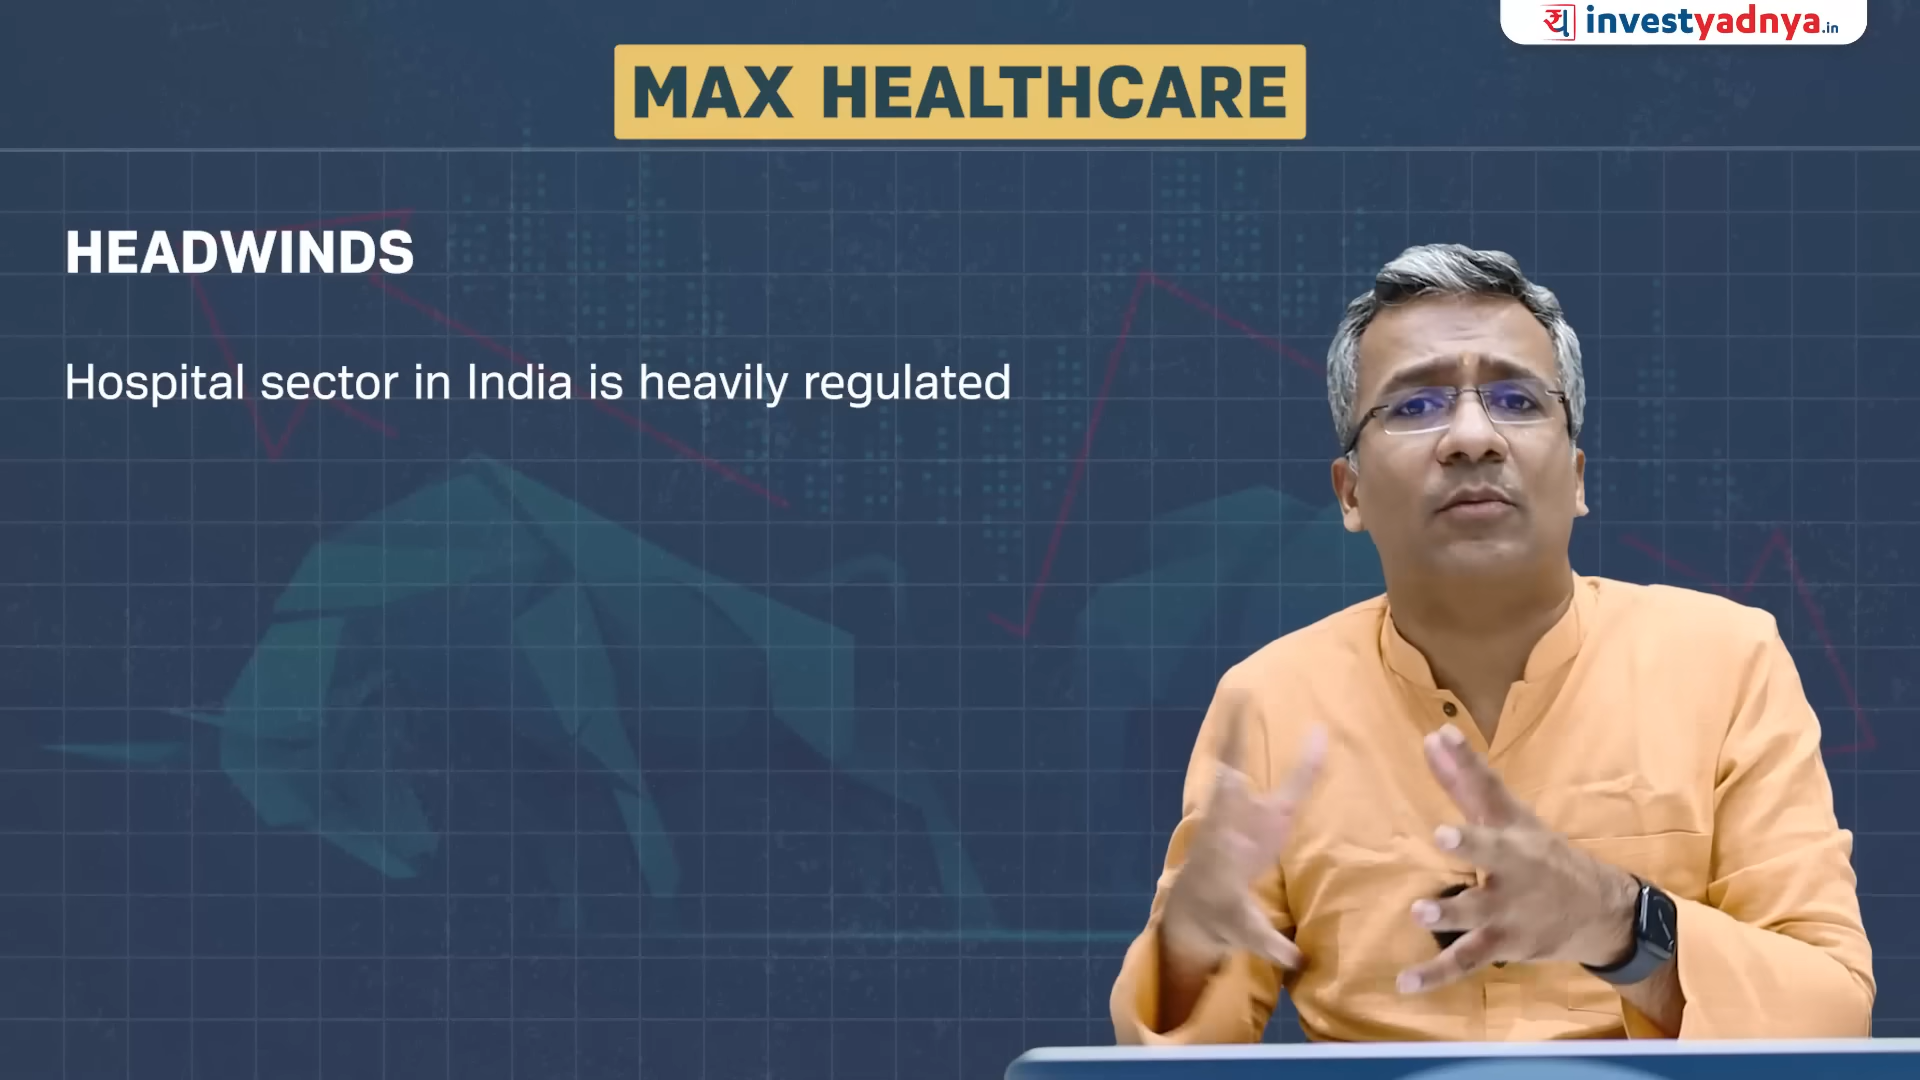 investyadnya.in
MAX HEALTHCARE
HEADWINDS
Hospital sector in India is heavily regulated